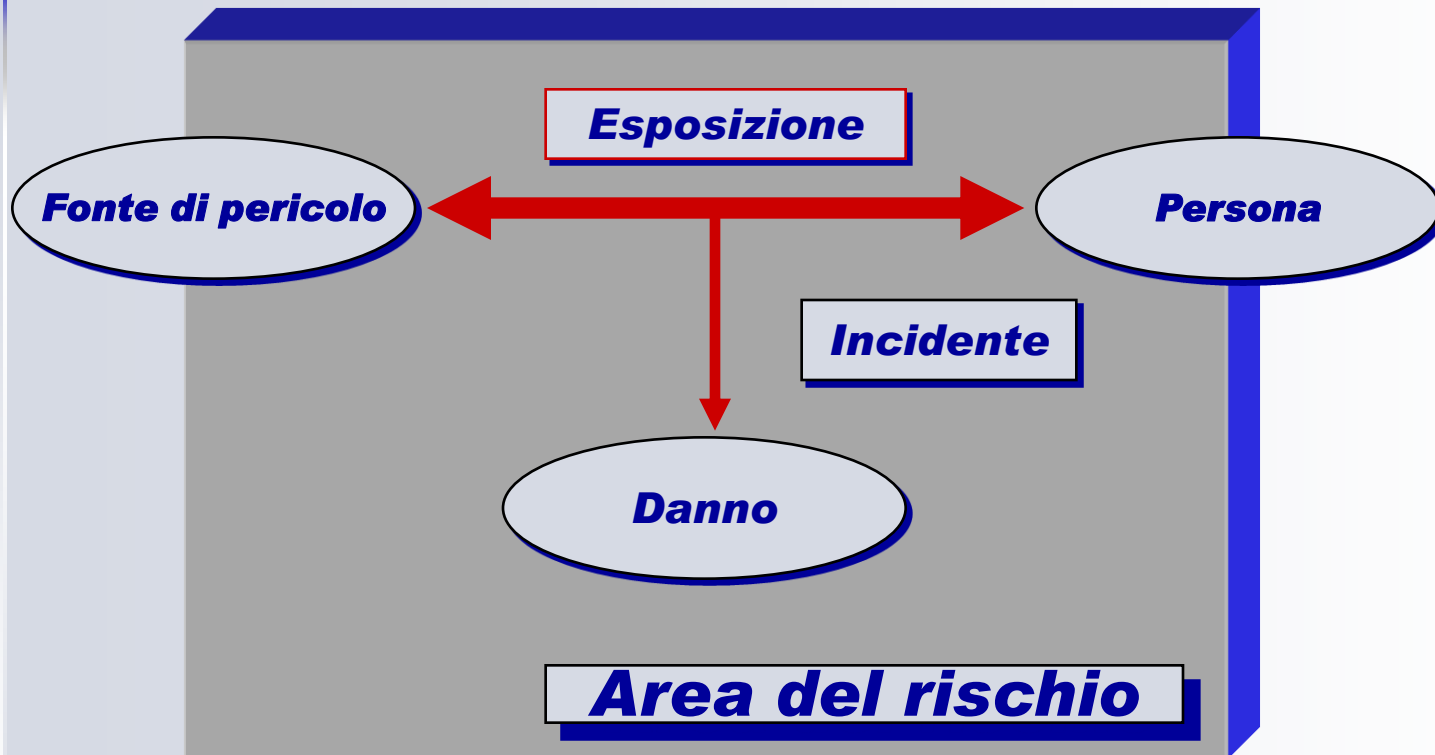 Esposizione
Fonte di pericolo
Persona
Incidente
Danno
Area del rischio